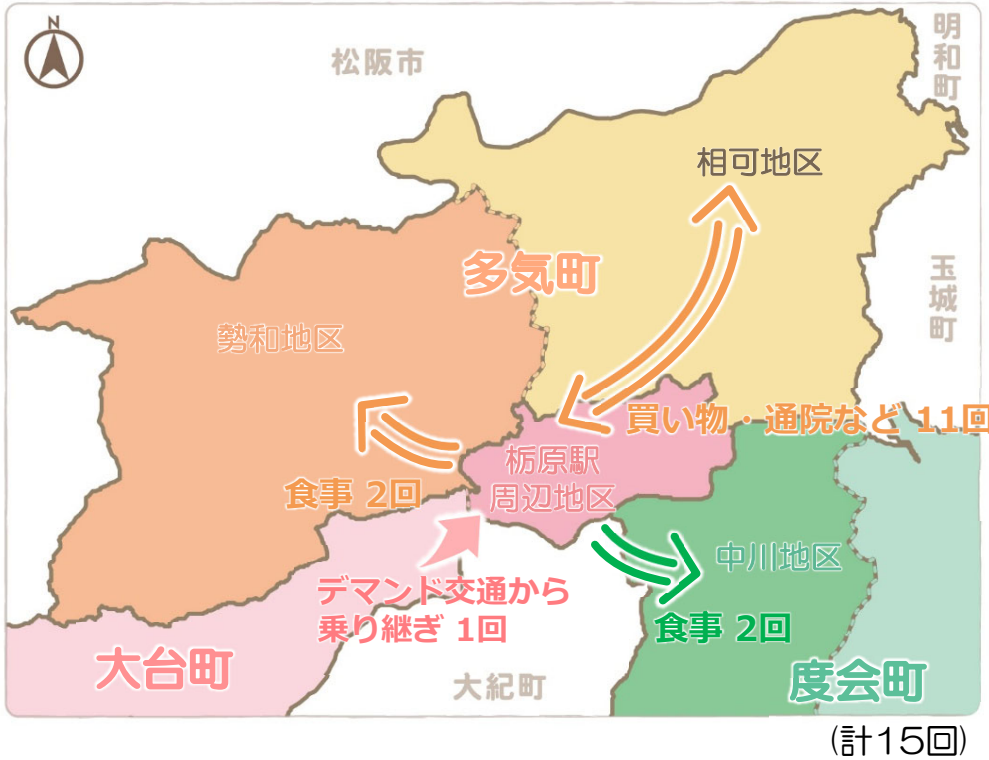 N
松阪市
明和町
相可地区
多気町
玉城町
勢和地区
買い物・通院など 11回
栃原駅
周辺地区
食事 2回
中川地区
デマンド交通から
乗り継ぎ 1回
食事 2回
大台町
大紀町
度会町
(計15回)